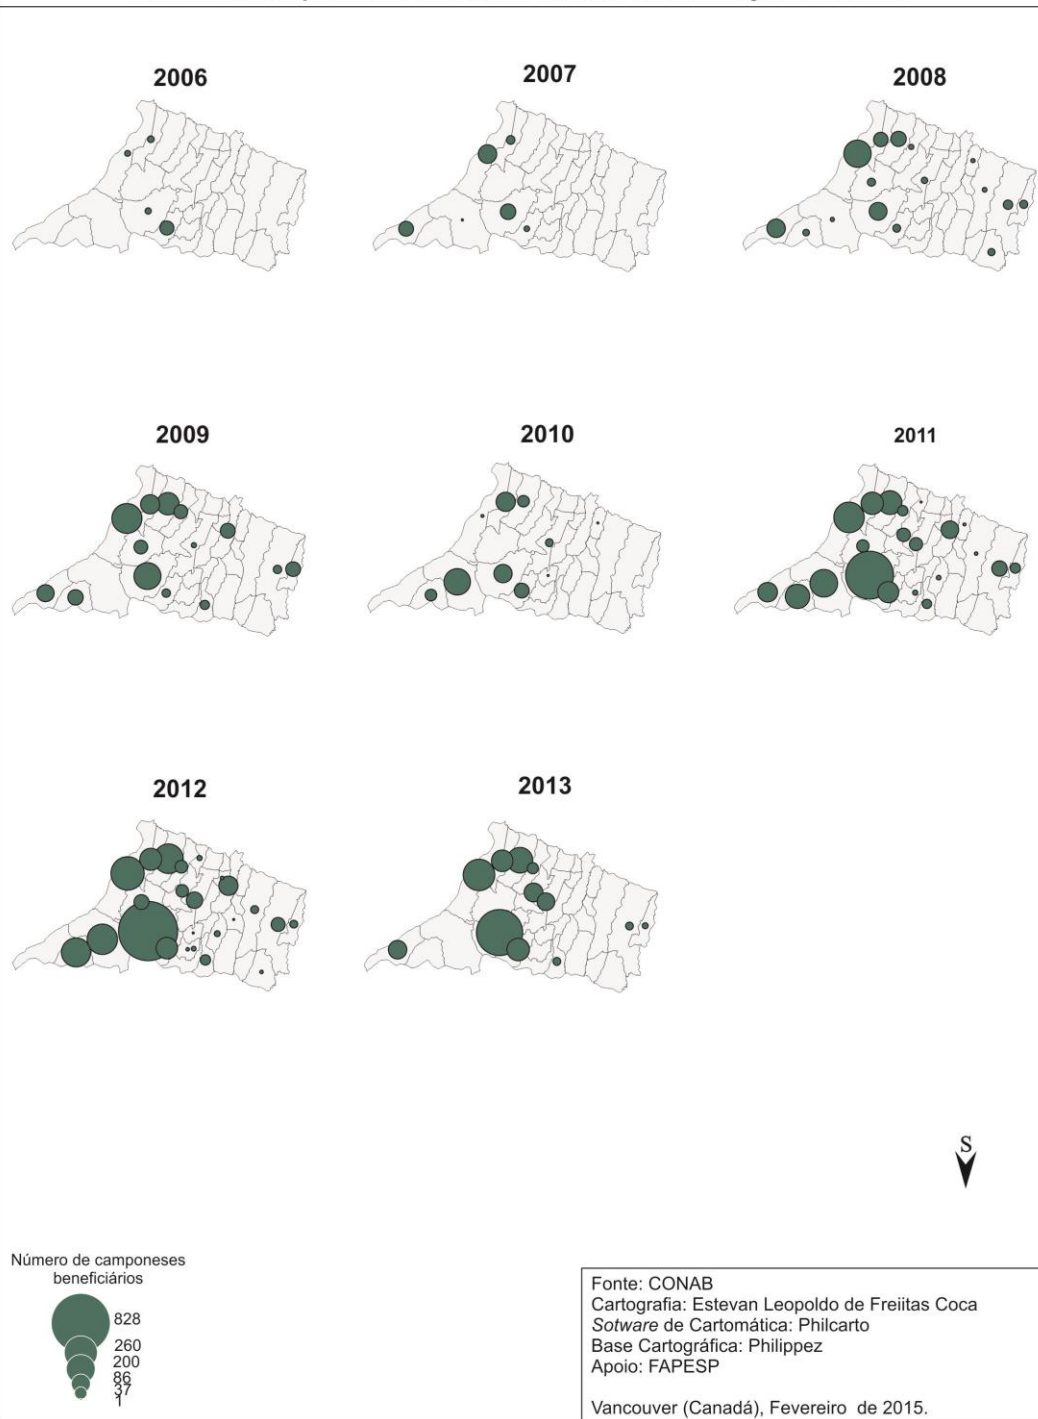 2006
2007
2008
2009
2010
2011
2012
2013
S
Número de camponeses
beneficiários
828
260
200
86
37
1
Fonte: CONAB
Cartografia: Estevan Leopoldo de Freiitas Coca
Sotware de Cartomática: Philcarto
Base Cartográfica: Philippez
Apoio: FAPESP
Vancouver (Canadá), Fevereiro de 2015.